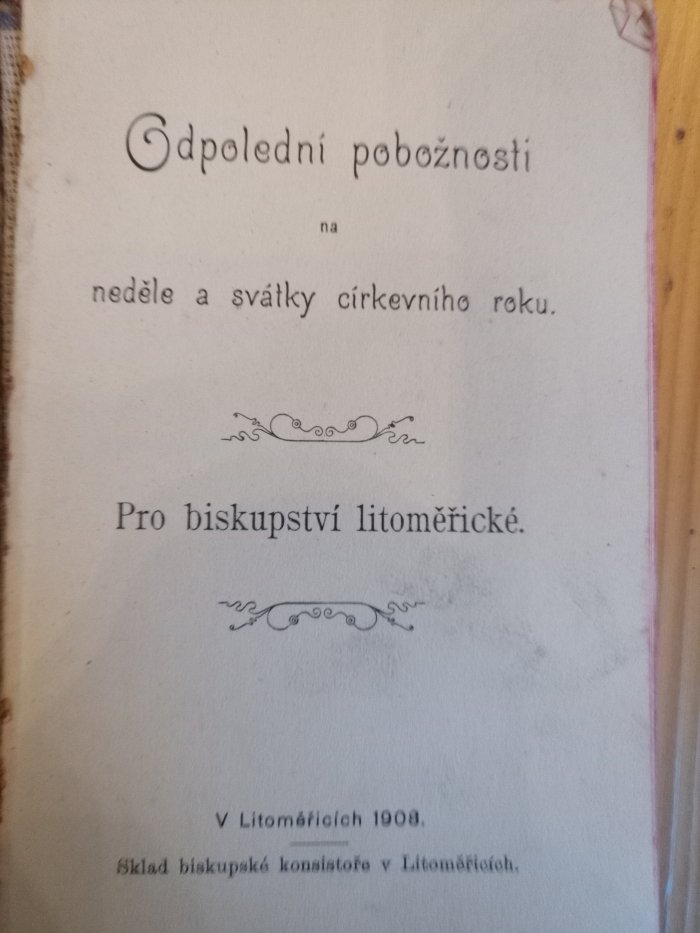 Odpolední pobožnosti
na
neděle a svátky církevního roku.
Pro biskupství litoměřické.
V Litoměřicích 1908.
Sklad biskupské konsistoře v Litoměřicích.